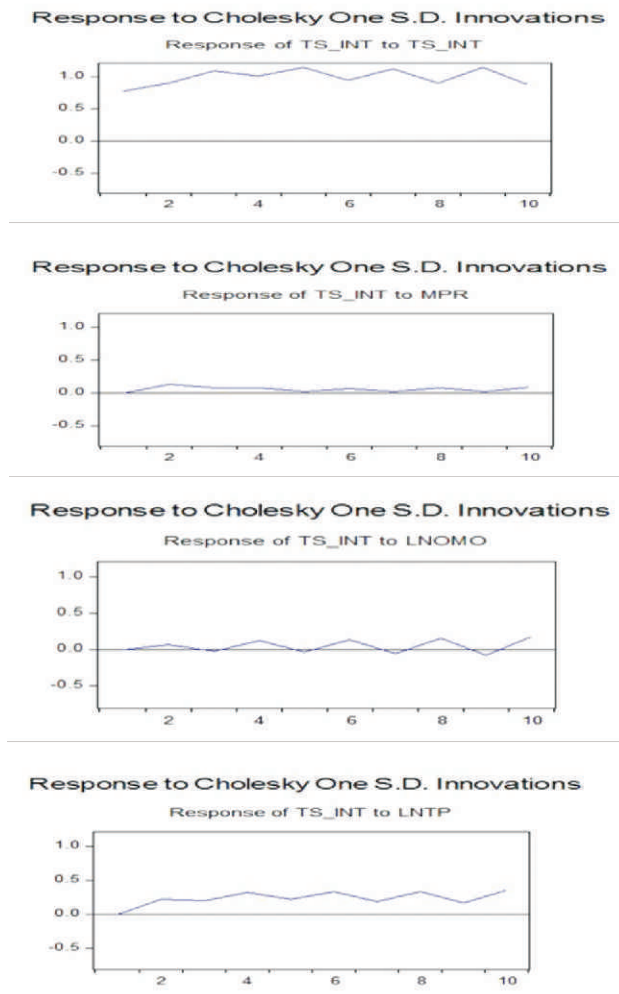 Response to Cholesky One S.D. Innovations
Response of TS_INT to TS_INT
1.0
0.5
0.0
-0.5
2 4 6 8 10
Response to Cholesky One S.D. Innovations
Response of TS_INT to MPR
1.0
0.5
0.0
-0.5
2 4 6 8 10
Response to Cholesky One S.D. Innovations
Response of TS_INT to LNOMO
1.0
0.5
0.0
-0.5
2 4 6 8 10
Response to Cholesky One S.D. Innovations
Response of TS_INT to LNTP
1.0
0.5
0.0
-0.5
2 4 6 8 10